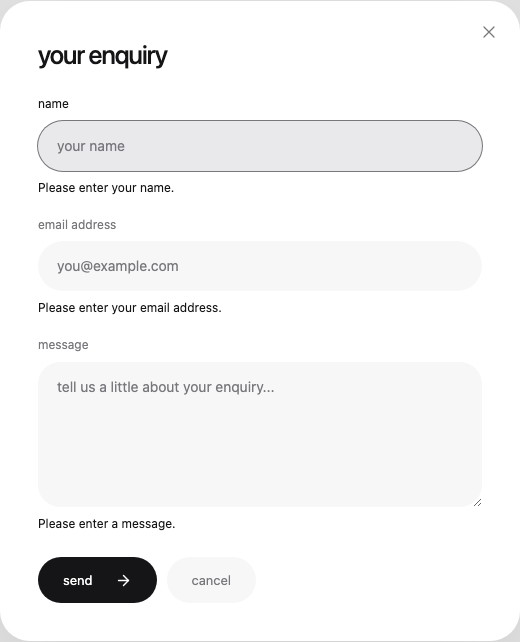 your enquiry
name
your name
Please enter your name.
email address
you@example.com
Please enter your email address.
message
tell us a little about your enquiry...
Please enter a message.
send
cancel